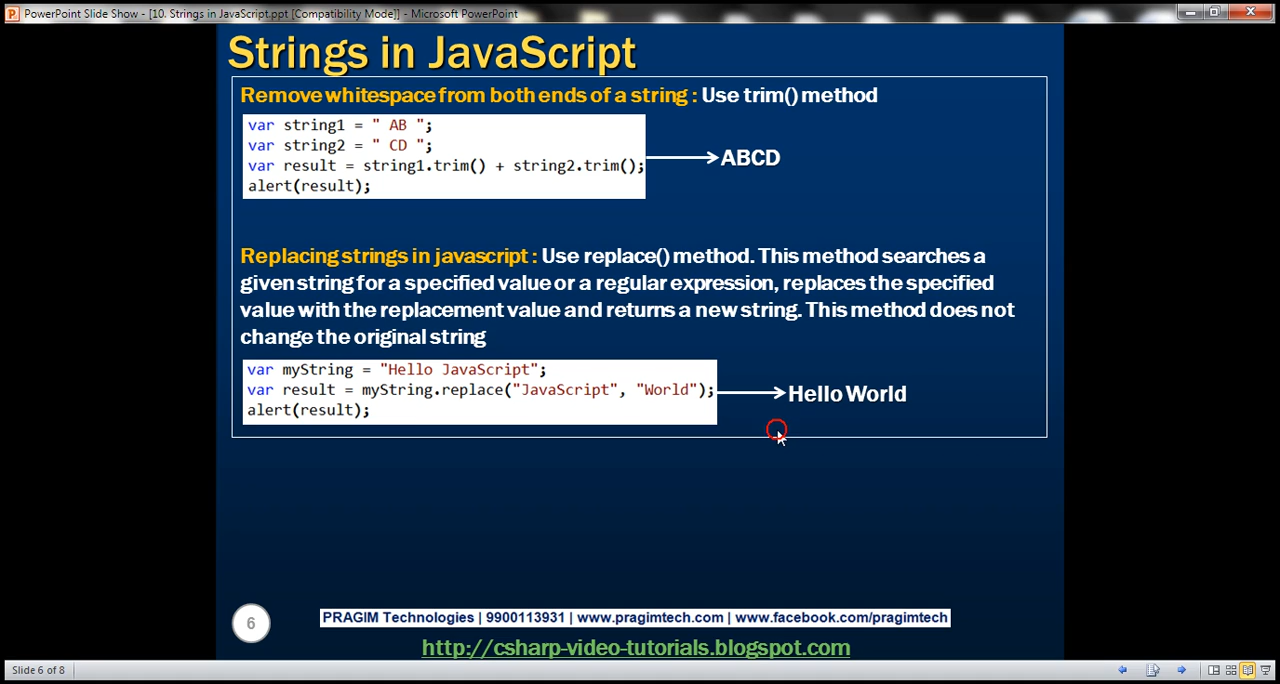 PowerPoint Slide Show - [10. Strings in JavaScript.ppt [Compatibility Mode]] - Microsoft PowerPoint
Strings in JavaScript
Remove whitespace from both ends of a string : Use trim() method
var string1 = " AB ";
var string2 = " CD ";
var result = string1.trim() + string2.trim();
alert(result);
ABCD
Replacing strings in javascript : Use replace() method. This method searches a
given string for a specified value or a regular expression, replaces the specified
value with the replacement value and returns a new string. This method does not
change the original string
var myString = "Hello JavaScript";
var result = myString.replace("JavaScript", "World");
alert(result);
Hello World
6
PRAGIM Technologies | 9900113931 | www.pragimtech.com | www.facebook.com/pragimtech
http://csharp-video-tutorials.blogspot.com
Slide 6 of 8